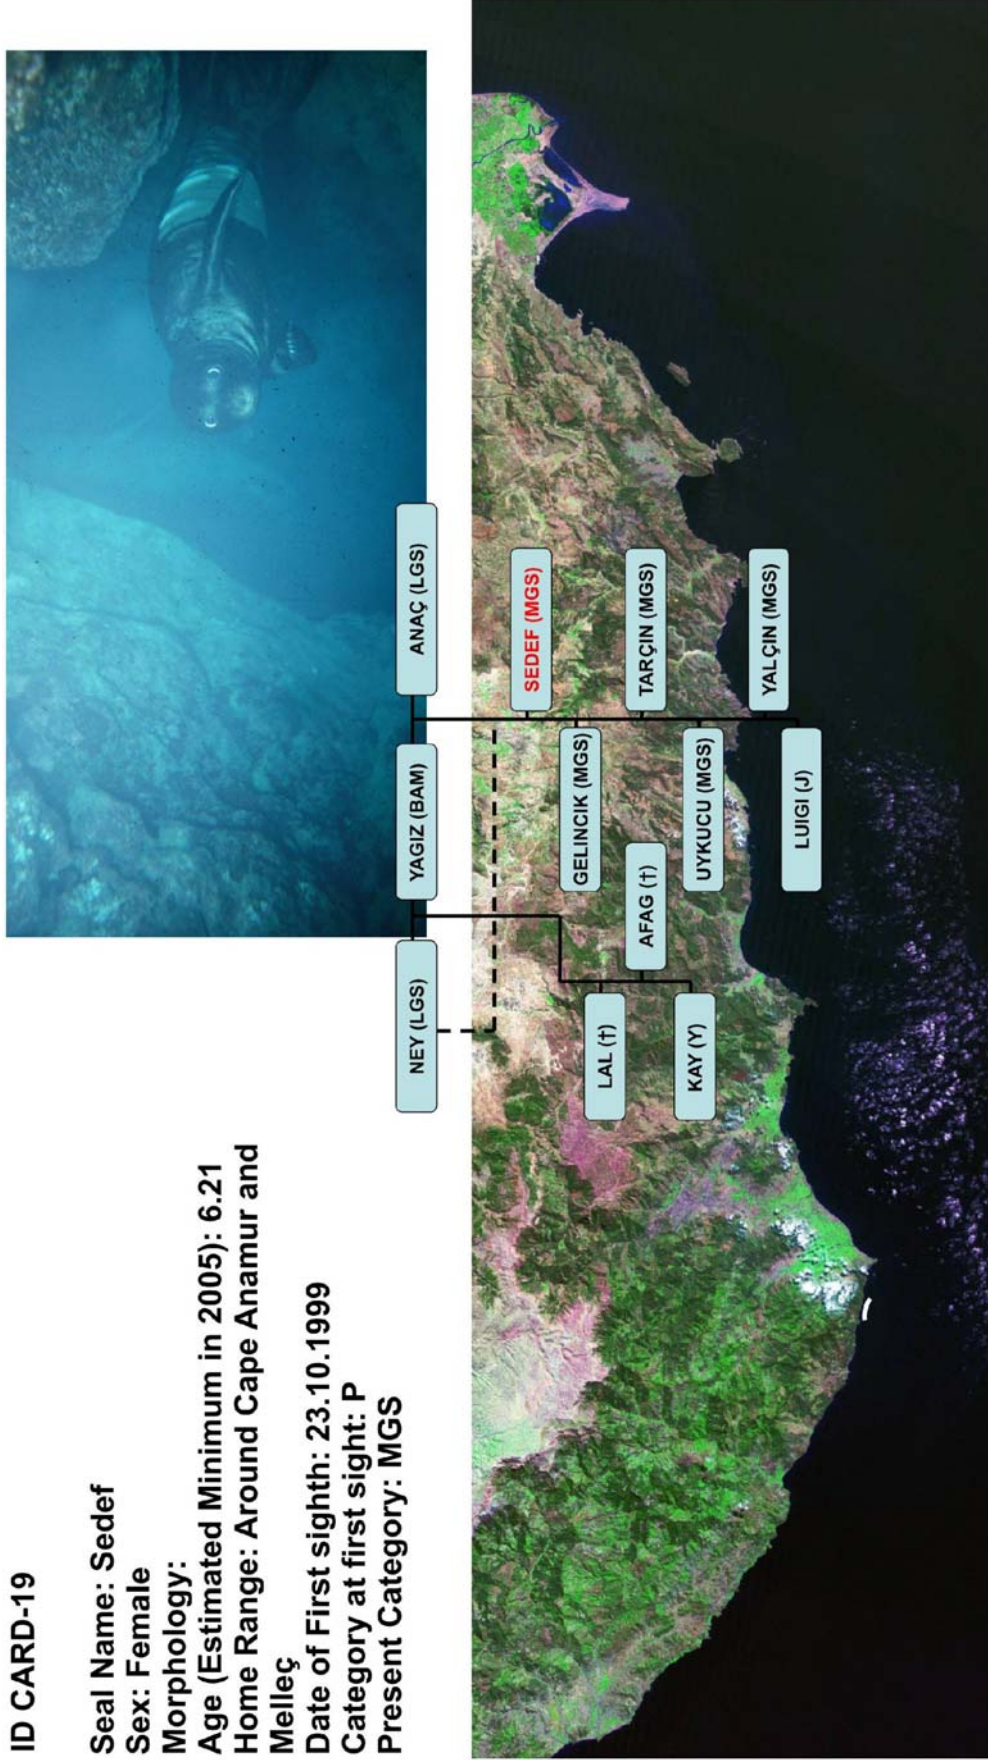 ID CARD-19
Seal Name: Sedef
Sex: Female
Morphology:
Age (Estimated Minimum in 2005): 6.21
Home Range: Around Cape Anamur and
Melleç
Date of First sighth: 23.10.1999
Category at first sight: P
Present Category: MGS
NEY (LGS)
YAGIZ (BAM)
ANAÇ (LGS)
SEDEF (MGS)
GELINCIK (MGS)
LAL (†)
AFAG (†)
TARÇIN (MGS)
KAY (Y)
UYKUCU (MGS)
YALÇIN (MGS)
LUIGI (J)